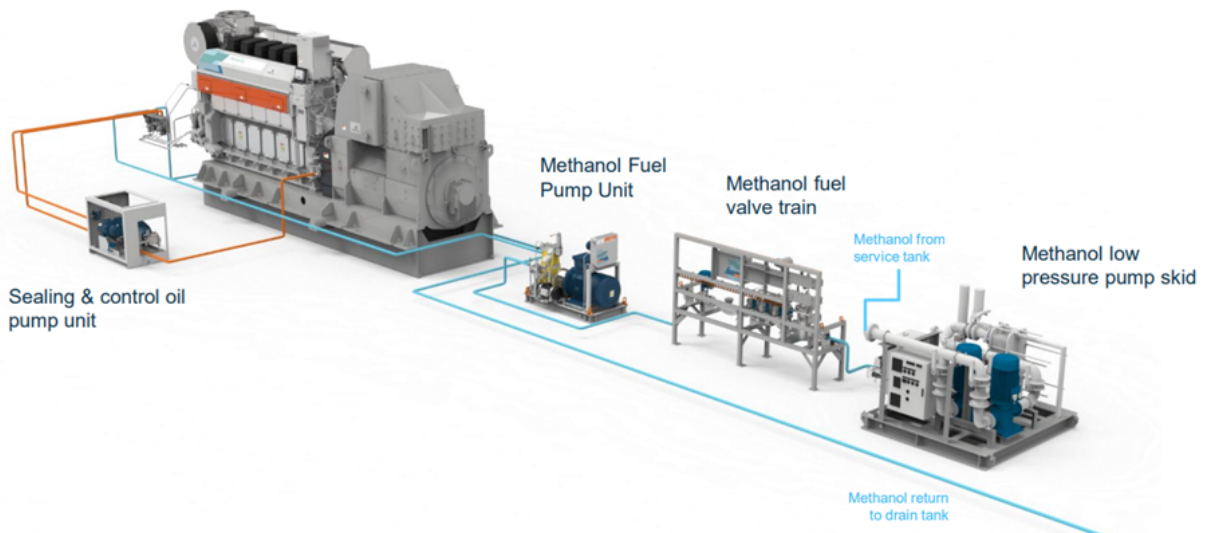 Methanol Fuel
Pump Unit
Methanol fuel
valve train
Methanol from
service tank
Methanol low
pressure pump skid
Sealing & control oil
pump unit
Methanol return
to drain tank